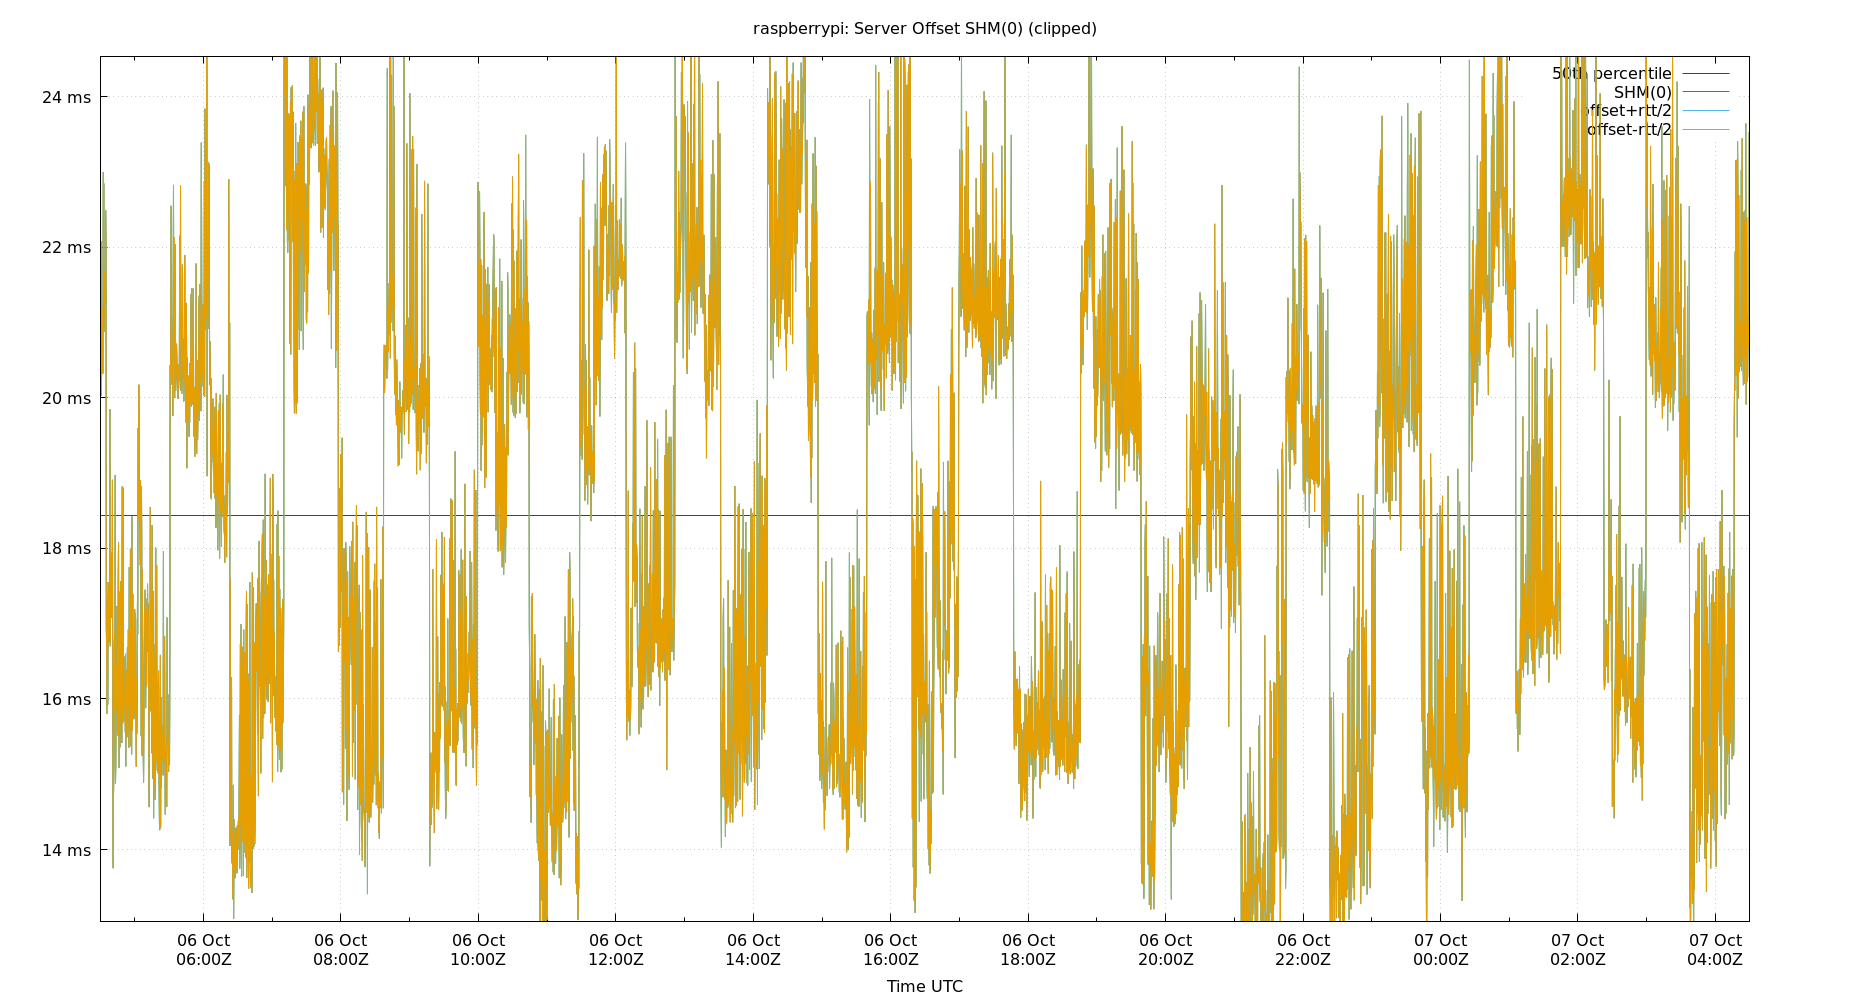 raspberrypi: Server Offset SHM(0) (clipped)
50th percentile
SHM(0)
offset+rtt/2
offset-rtt/2
24 ms
22 ms
20 ms
18 ms
16 ms
14 ms
06 Oct 06 Oct 06 Oct 06 Oct 06 Oct 06 Oct 06 Oct 06 Oct 06 Oct 07 Oct 07 Oct 07 Oct
06:00Z 08:00Z 10:00Z 12:00Z 14:00Z 16:00Z 18:00Z 20:00Z 22:00Z 00:00Z 02:00Z 04:00Z
Time UTC